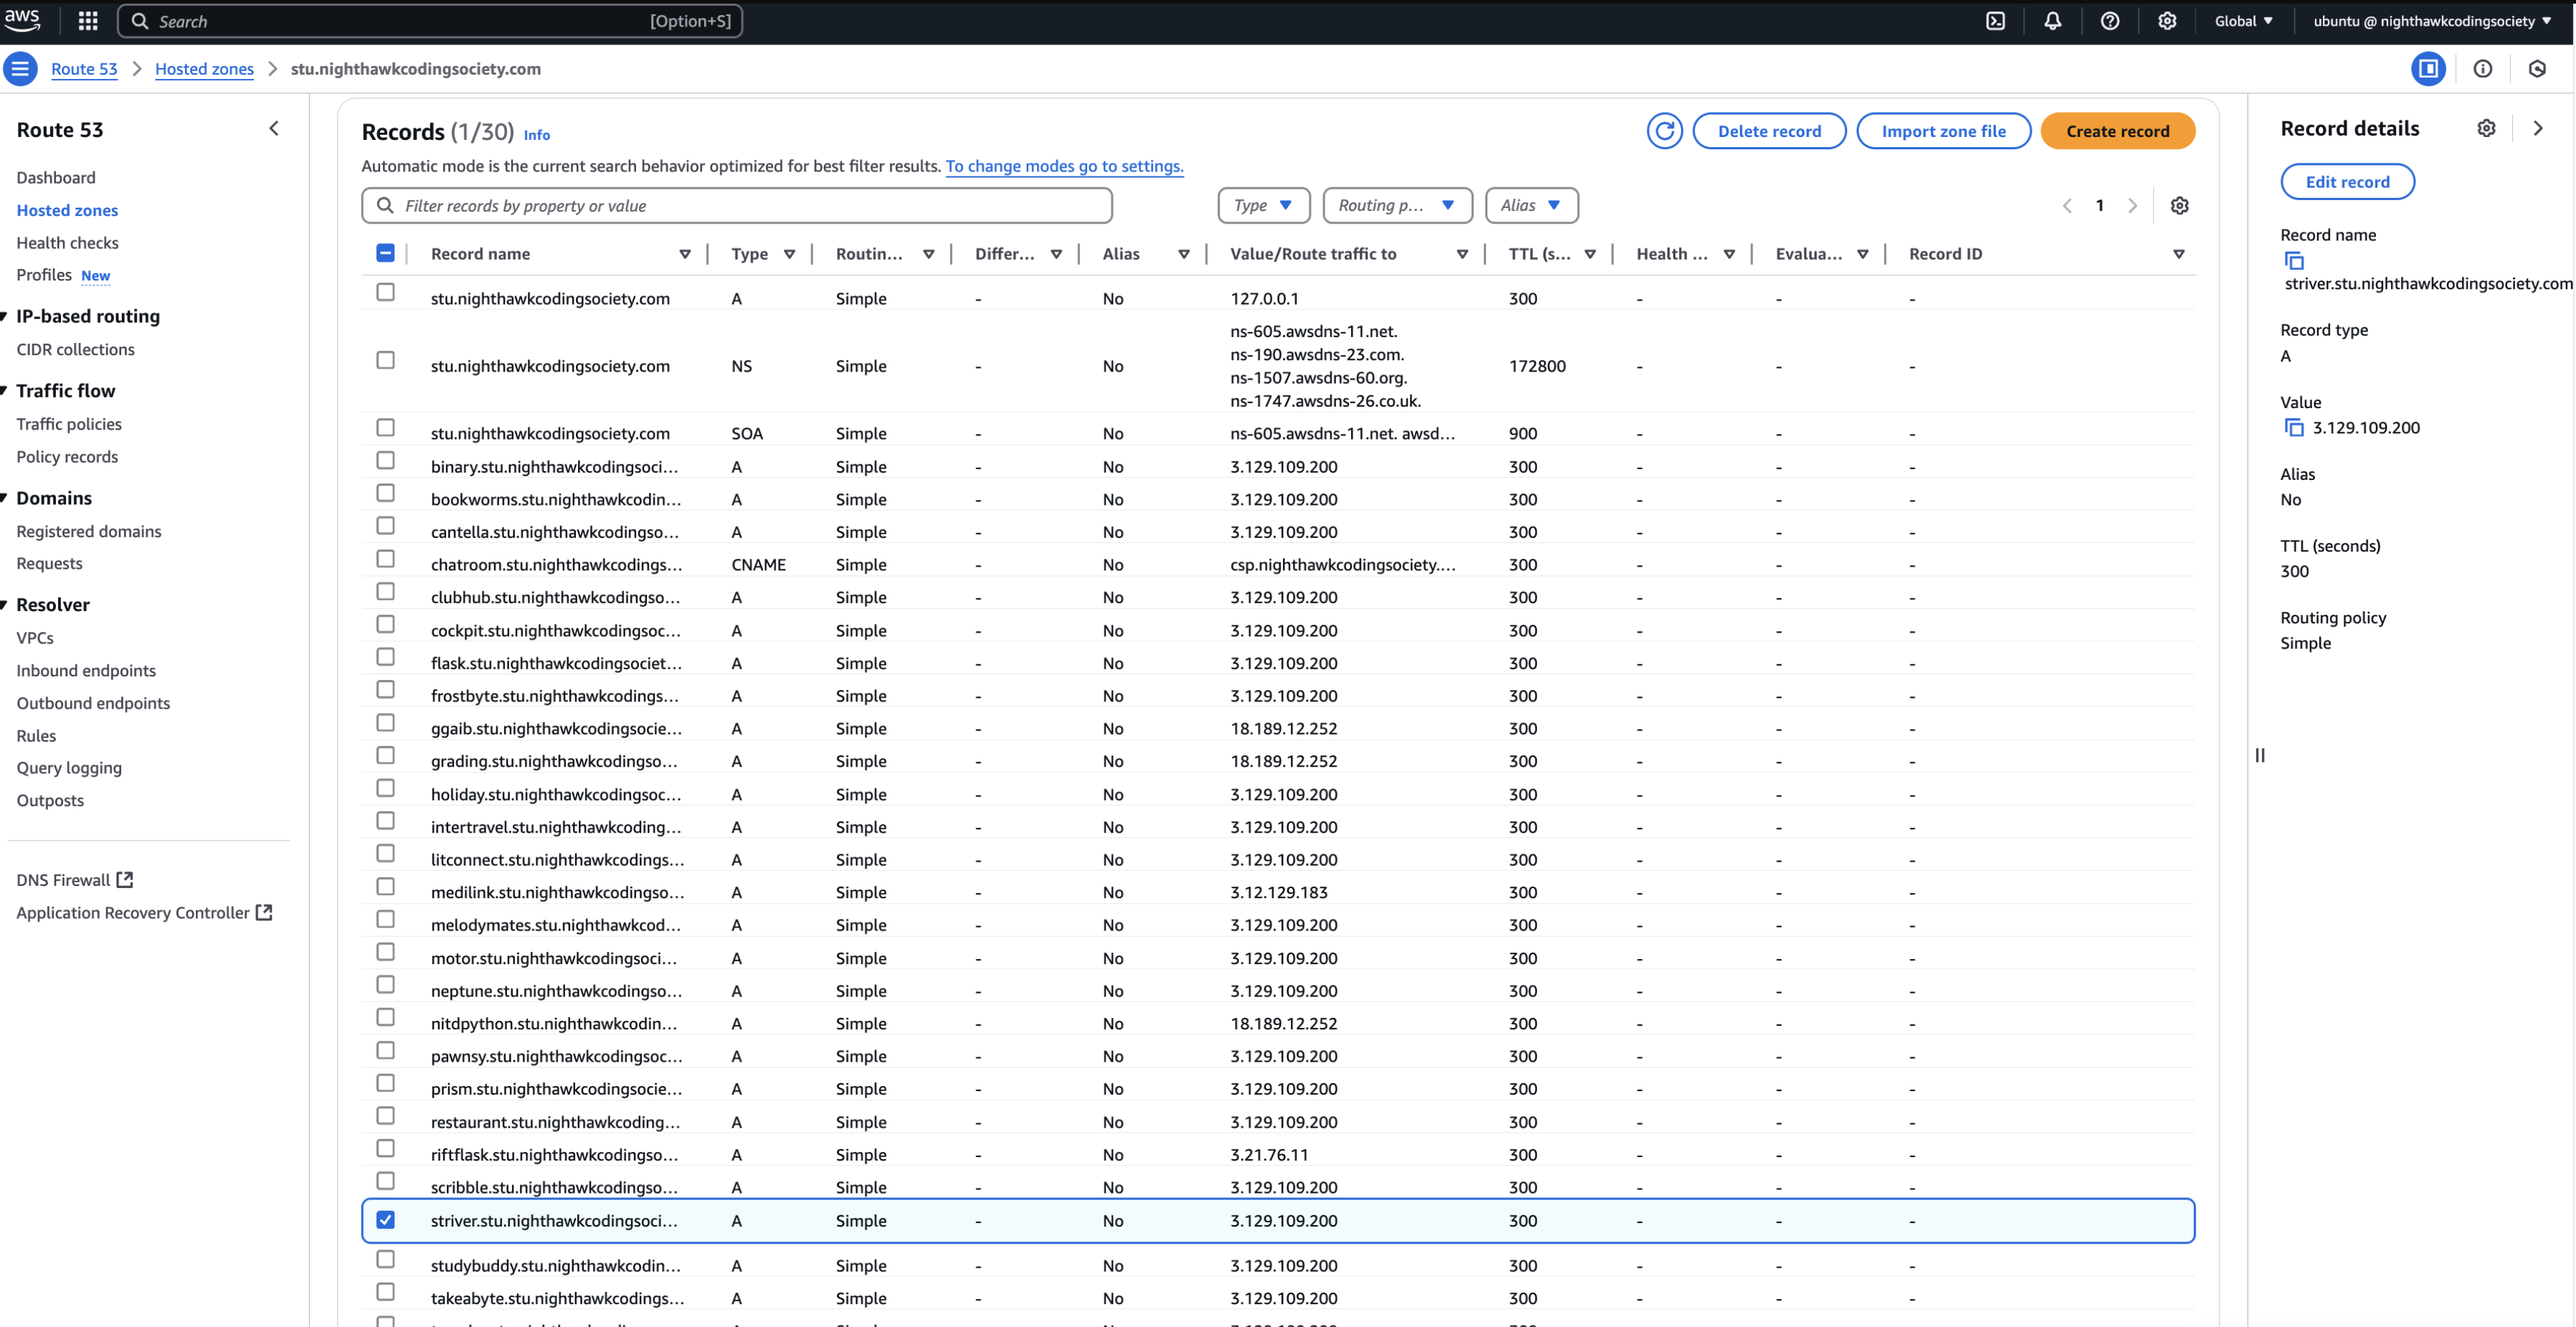 aws
Search [Option+S]
Global
ubuntu @ nighthawkcodingsociety
Route 53 > Hosted zones > stu.nighthawkcodingsociety.com
Route 53
Dashboard
Hosted zones
Health checks
Profiles New
IP-based routing
CIDR collections
Traffic flow
Traffic policies
Policy records
Domains
Registered domains
Requests
Resolver
VPCs
Inbound endpoints
Outbound endpoints
Rules
Query logging
Outposts
DNS Firewall
Application Recovery Controller
Records (1/30) Info
Delete record
Import zone file
Create record
Automatic mode is the current search behavior optimized for best filter results. To change modes go to settings.
Filter records by property or value
Type
Routing p...
Alias
1
Record name Type Routin... Differ... Alias Value/Route traffic to TTL (s... Health ... Evalua... Record ID
stu.nighthawkcodingsociety.com A Simple - No 127.0.0.1 300 - - -
ns-605.awsdns-11.net.
ns-190.awsdns-23.com.
stu.nighthawkcodingsociety.com NS Simple - No 172800 - - -
ns-1507.awsdns-60.org.
ns-1747.awsdns-26.co.uk.
stu.nighthawkcodingsociety.com SOA Simple - No ns-605.awsdns-11.net. awsd... 900 - - -
binary.stu.nighthawkcodingsoci... A Simple - No 3.129.109.200 300 - - -
bookworms.stu.nighthawkcodin... A Simple - No 3.129.109.200 300 - - -
cantella.stu.nighthawkcodingso... A Simple - No 3.129.109.200 300 - - -
chatroom.stu.nighthawkcodings... CNAME Simple - No csp.nighthawkcodingsociety.... 300 - - -
clubhub.stu.nighthawkcodingso... A Simple - No 3.129.109.200 300 - - -
cockpit.stu.nighthawkcodingsoc... A Simple - No 3.129.109.200 300 - - -
flask.stu.nighthawkcodingsociet... A Simple - No 3.129.109.200 300 - - -
frostbyte.stu.nighthawkcodings... A Simple - No 3.129.109.200 300 - - -
ggaib.stu.nighthawkcodingsocie... A Simple - No 18.189.12.252 300 - - -
grading.stu.nighthawkcodingso... A Simple - No 18.189.12.252 300 - - -
holiday.stu.nighthawkcodingsoc... A Simple - No 3.129.109.200 300 - - -
intertravel.stu.nighthawkcoding... A Simple - No 3.129.109.200 300 - - -
litconnect.stu.nighthawkcodings... A Simple - No 3.129.109.200 300 - - -
medilink.stu.nighthawkcodingso... A Simple - No 3.12.129.183 300 - - -
melodymates.stu.nighthawkcod... A Simple - No 3.129.109.200 300 - - -
motor.stu.nighthawkcodingsoci... A Simple - No 3.129.109.200 300 - - -
neptune.stu.nighthawkcodingso... A Simple - No 3.129.109.200 300 - - -
nitdpython.stu.nighthawkcodin... A Simple - No 18.189.12.252 300 - - -
pawnsy.stu.nighthawkcodingsoc... A Simple - No 3.129.109.200 300 - - -
prism.stu.nighthawkcodingsocie... A Simple - No 3.129.109.200 300 - - -
restaurant.stu.nighthawkcoding... A Simple - No 3.129.109.200 300 - - -
riftflask.stu.nighthawkcodingso... A Simple - No 3.21.76.11 300 - - -
scribble.stu.nighthawkcodingso... A Simple - No 3.129.109.200 300 - - -
striver.stu.nighthawkcodingsoci... A Simple - No 3.129.109.200 300 - - -
studybuddy.stu.nighthawkcodin... A Simple - No 3.129.109.200 300 - - -
takeabyte.stu.nighthawkcodings... A Simple - No 3.129.109.200 300 - - -
Record details
Edit record
Record name
striver.stu.nighthawkcodingsociety.com
Record type
A
Value
3.129.109.200
Alias
No
TTL (seconds)
300
Routing policy
Simple